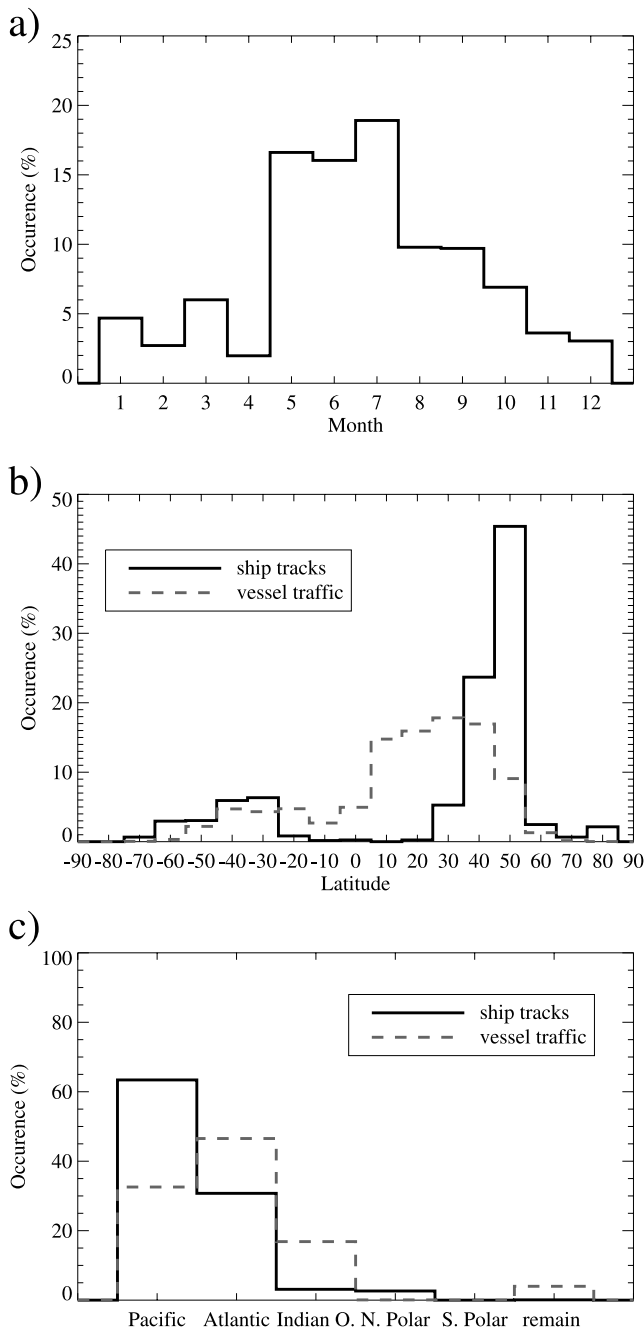 a)
25
20
15
10
5
0
Occurence (%)
1 2 3 4 5 6 7 8 9 10 11 12
Month
b)
50
40
30
20
10
0
Occurence (%)
ship tracks
vessel traffic
-90 -80 -70 -60 -50 -40 -30 -20 -10 0 10 20 30 40 50 60 70 80 90
Latitude
c)
100
80
60
40
20
0
Occurence (%)
ship tracks
vessel traffic
Pacific Atlantic Indian O. N. Polar S. Polar remain